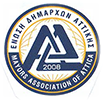 ΕΝΩΣΗ ΔΗΜΑΡΧΩΝ ΑΤΤΙΚΗΣ
2008
MAYORS ASSOCIATION OF ATTICA